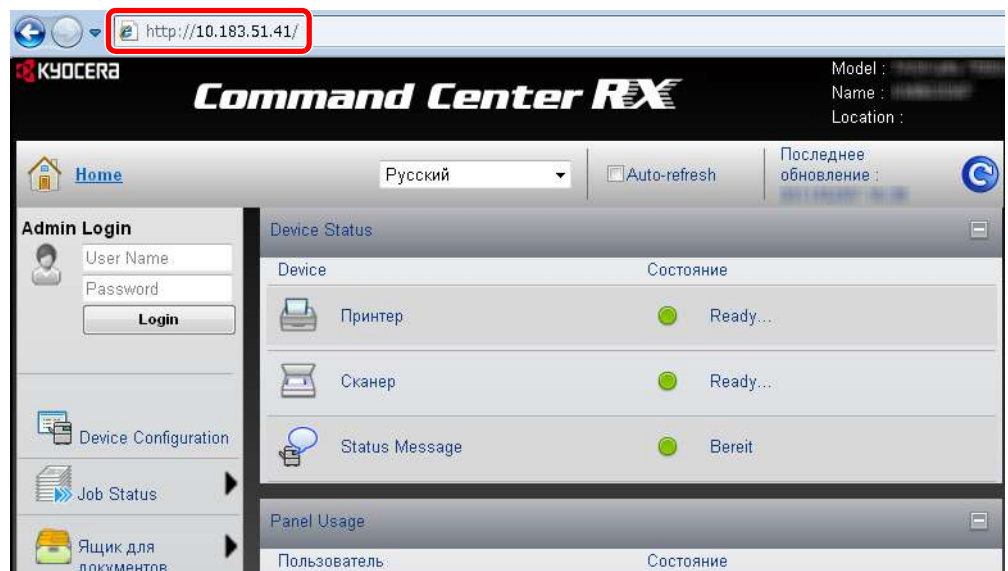 http://10.183.51.41/
KYOCERA
Command Center RX
Model :
Name :
Location :
Home
Русский
Auto-refresh
Последнее
обновление :
Admin Login
User Name
Password
Login
Device Status
Device Состояние
Принтер Ready...
Сканер Ready...
Status Message Bereit
Device Configuration
Job Status
Ящик для
документов
Panel Usage
Пользователь Состояние